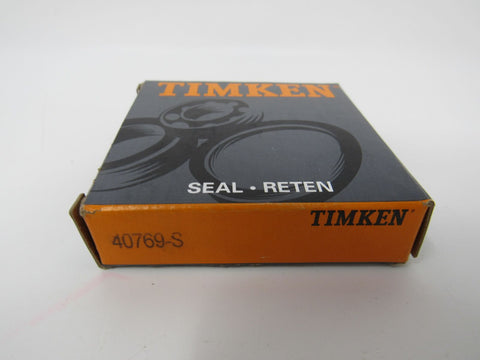 TIMKEN
SEAL • RETEN
TIMKEN
40769-S